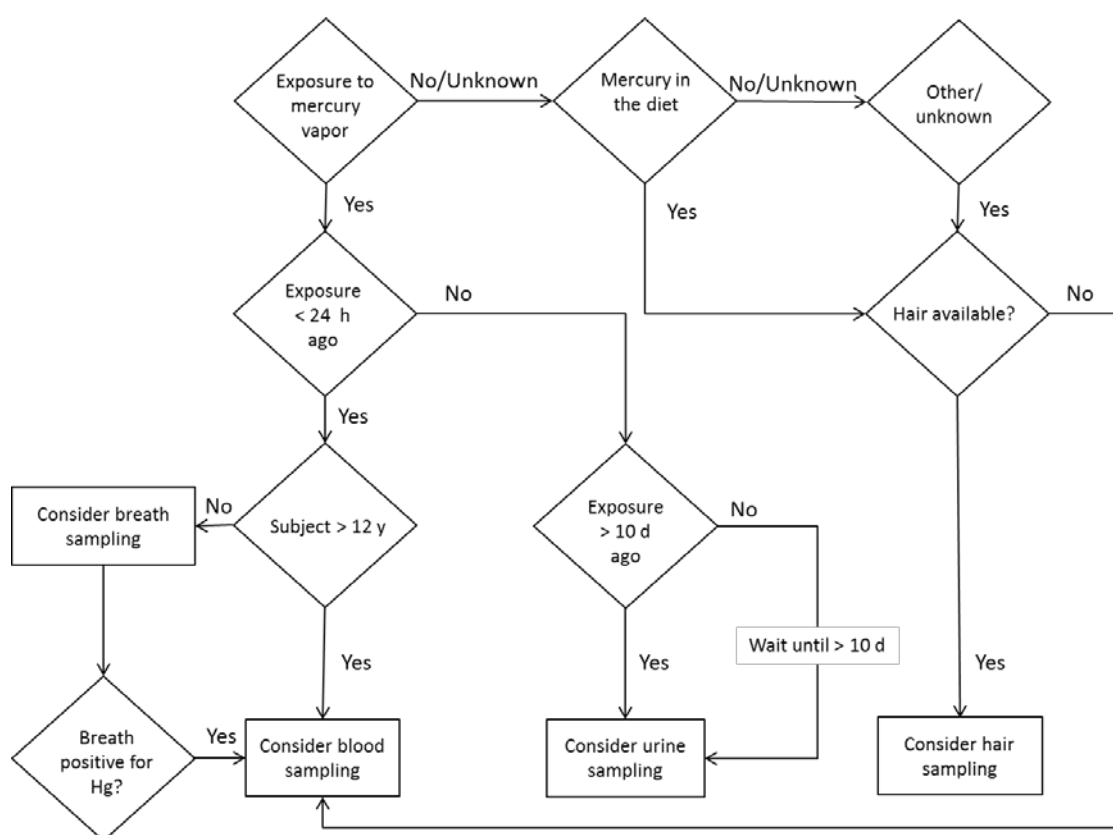 Exposure to
mercury
vapor
No/Unknown
Mercury in
the diet
No/Unknown
Other/
unknown
Yes
Yes
Yes
Exposure
< 24 h
ago
No
Hair available?
No
Yes
No
Consider breath
sampling
Subject > 12 y
Exposure
> 10 d
ago
No
Yes
Yes
Wait until > 10 d
Yes
Breath
positive for
Hg?
Yes
Consider blood
sampling
Consider urine
sampling
Consider hair
sampling